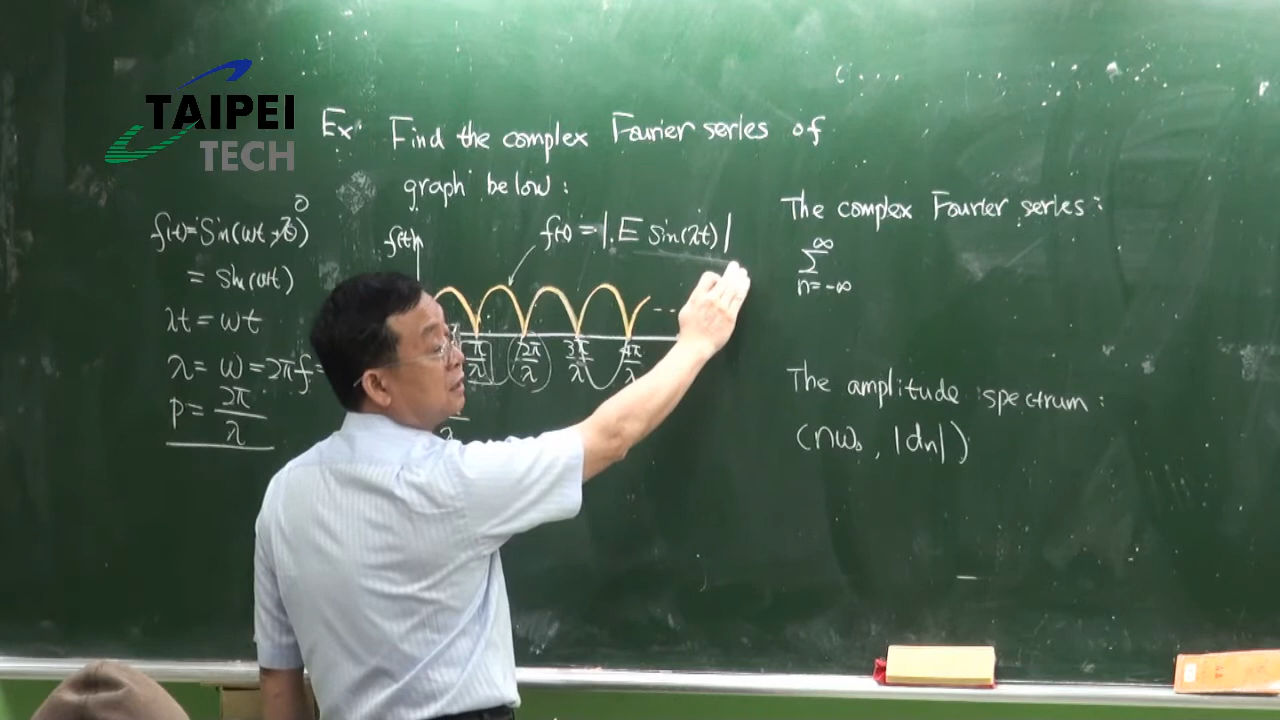 TAIPEI
TECH
Ex: Find the complex Fourier series of
graph below:
f(t) = Sin(ωt + θ) 0
= Sin(ωt)
λt = ωt
λ = ω = 2πf =
P = 2π/λ
f(t)
f(t) = |E sin(λt)|
π/λ 2π/λ 3π/λ 4π/λ
The complex Fourier series:
∞
Σ
n=-∞
The amplitude spectrum:
(nω₀, |dn|)